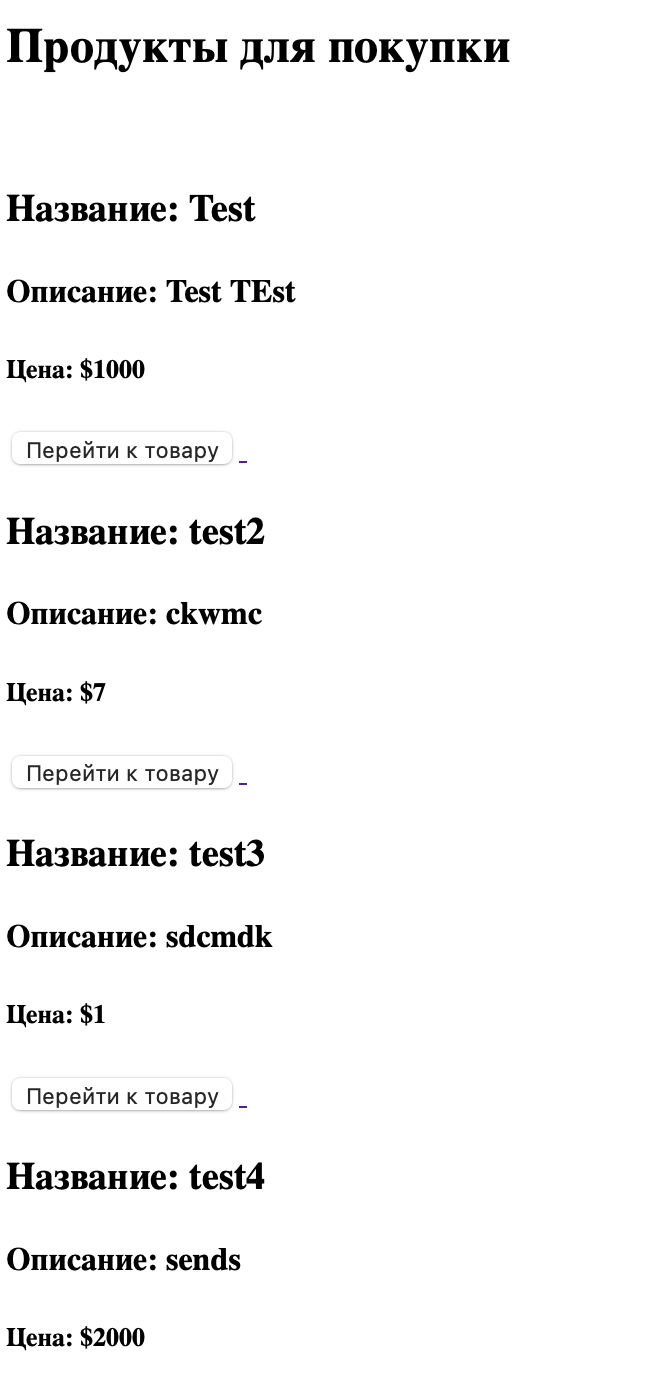 Продукты для покупки
Название: Test
Описание: Test TEst
Цена: $1000
Перейти к товару
Название: test2
Описание: ckwmc
Цена: $7
Перейти к товару
Название: test3
Описание: sdcmdk
Цена: $1
Перейти к товару
Название: test4
Описание: sends
Цена: $2000